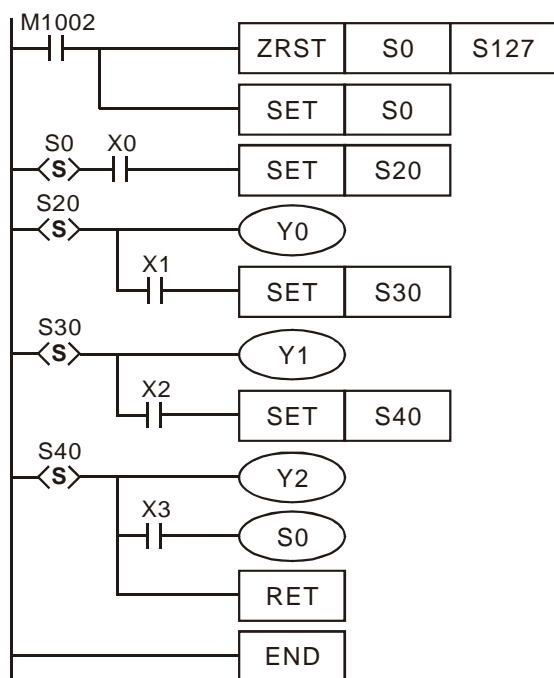 M1002
ZRST S0 S127
SET S0
S0 X0
S SET S20
S20
S Y0
X1
SET S30
S30
S Y1
X2
SET S40
S40
S Y2
X3
S0
RET
END